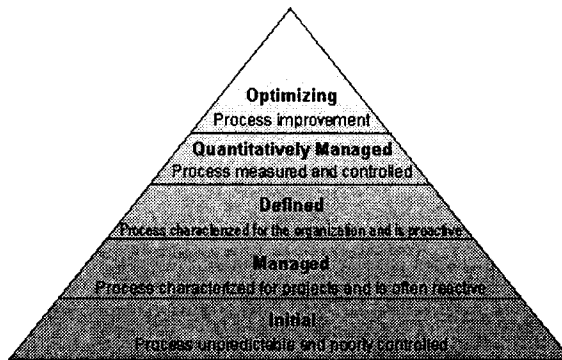 Optimizing
Process improvement
Quantitatively Managed
Process measured and controlled
Defined
Process characterized for the organization and is proactive
Managed
Process characterized for projects and is often reactive
Initial
Process unpredictable and poorly controlled